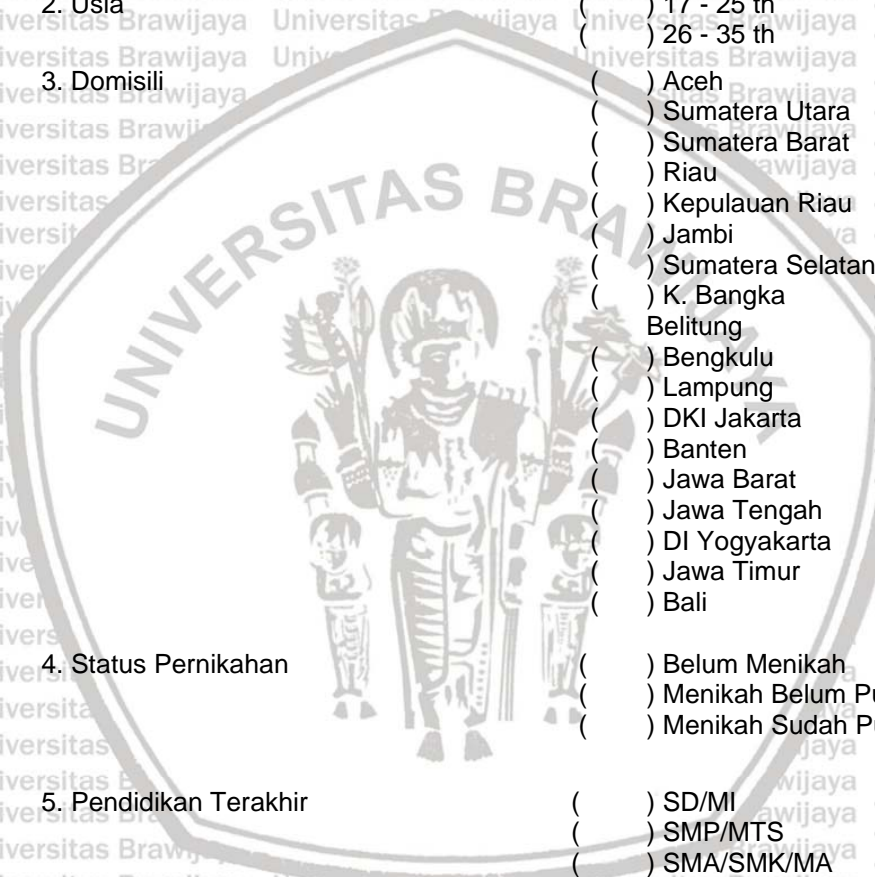 2. Usia ( ) 17 - 25 th
( ) 26 - 35 th
3. Domisili ( ) Aceh
( ) Sumatera Utara
( ) Sumatera Barat
( ) Riau
( ) Kepulauan Riau
( ) Jambi
( ) Sumatera Selatan
( ) K. Bangka
Belitung
( ) Bengkulu
( ) Lampung
( ) DKI Jakarta
( ) Banten
( ) Jawa Barat
( ) Jawa Tengah
( ) DI Yogyakarta
( ) Jawa Timur
( ) Bali
4. Status Pernikahan ( ) Belum Menikah
( ) Menikah Belum
( ) Menikah Sudah
5. Pendidikan Terakhir ( ) SD/MI
( ) SMP/MTS
( ) SMA/SMK/MA
UNIVERSITAS BRAWIJAYA